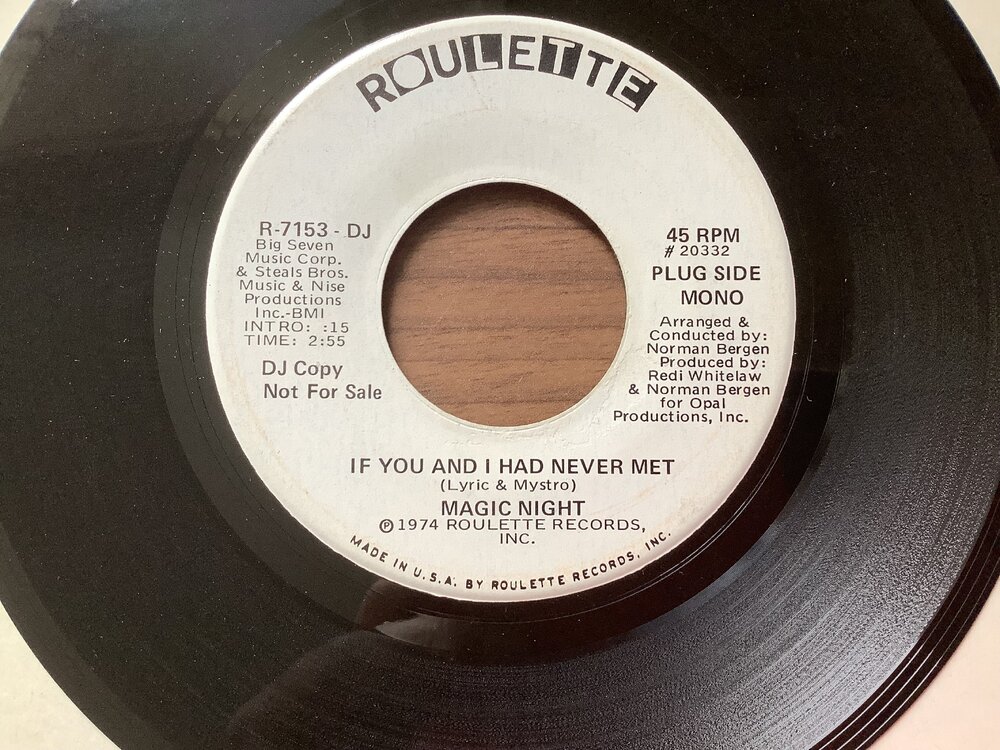 ROULETTE
R-7153 - DJ
Big Seven
Music Corp.
& Steals Bros.
Music & Nise
Productions
Inc.-BMI
INTRO: :15
TIME: 2:55
DJ Copy
Not For Sale
45 RPM
# 20332
PLUG SIDE
MONO
Arranged &
Conducted by:
Norman Bergen
Produced by:
Redi Whitelaw
& Norman Bergen
for Opal
Productions, Inc.
IF YOU AND I HAD NEVER MET
(Lyric & Mystro)
MAGIC NIGHT
℗ 1974 ROULETTE RECORDS,
INC.
MADE IN U.S.A. BY ROULETTE RECORDS, INC.